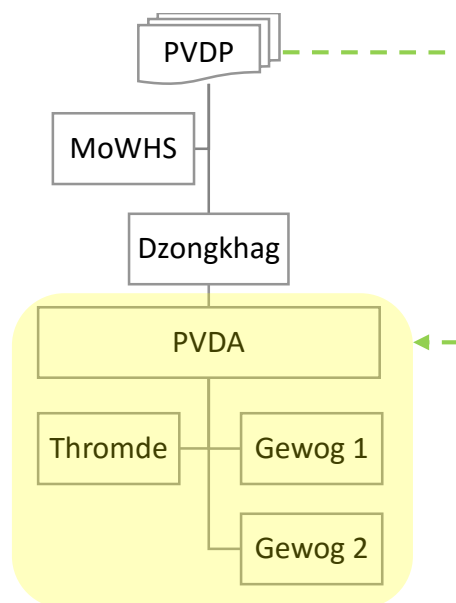 PVDP
MoWHS
Dzongkhag
PVDA
Thromde
Gewog 1
Gewog 2